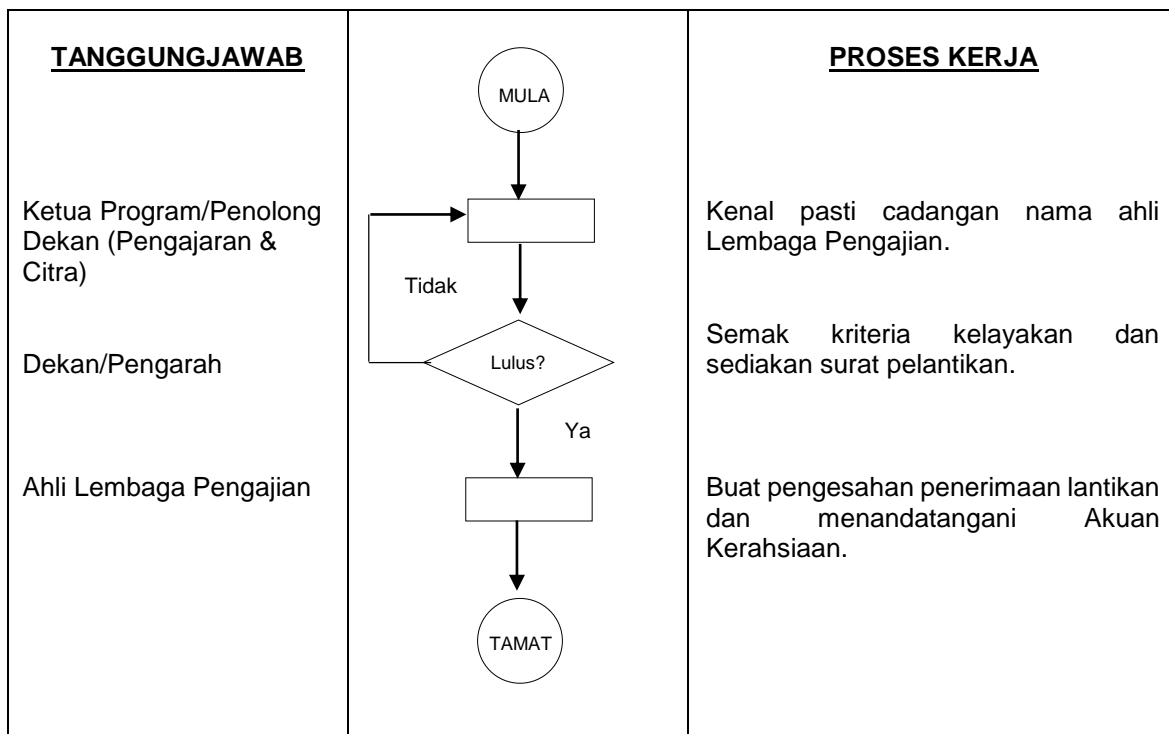 TANGGUNGJAWAB
PROSES KERJA
MULA
Ketua Program/Penolong
Dekan (Pengajaran &
Citra)
Kenal pasti cadangan nama ahli
Lembaga Pengajian.
Tidak
Dekan/Pengarah
Lulus?
Semak kriteria kelayakan dan
sediakan surat pelantikan.
Ya
Ahli Lembaga Pengajian
Buat pengesahan penerimaan lantikan
dan menandatangani Akuan
Kerahsiaan.
TAMAT